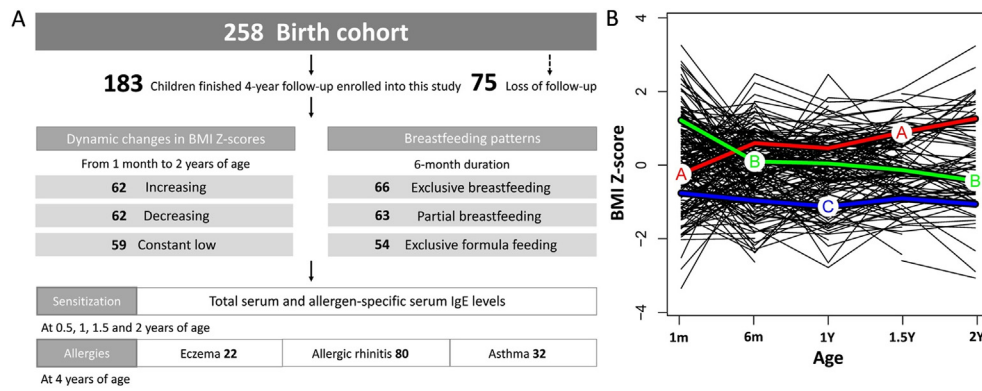 A
258 Birth cohort
183 Children finished 4-year follow-up enrolled into this study 75 Loss of follow-up
Dynamic changes in BMI Z-scores
From 1 month to 2 years of age
62 Increasing
62 Decreasing
59 Constant low
Breastfeeding patterns
6-month duration
66 Exclusive breastfeeding
63 Partial breastfeeding
54 Exclusive formula feeding
Sensitization Total serum and allergen-specific serum IgE levels
At 0.5, 1, 1.5 and 2 years of age
Allergies Eczema 22 Allergic rhinitis 80 Asthma 32
At 4 years of age
B
BMI Z-score
4
2
0
−2
−4
A
A
B
B
C
1m 6m 1Y 1.5Y 2Y
Age